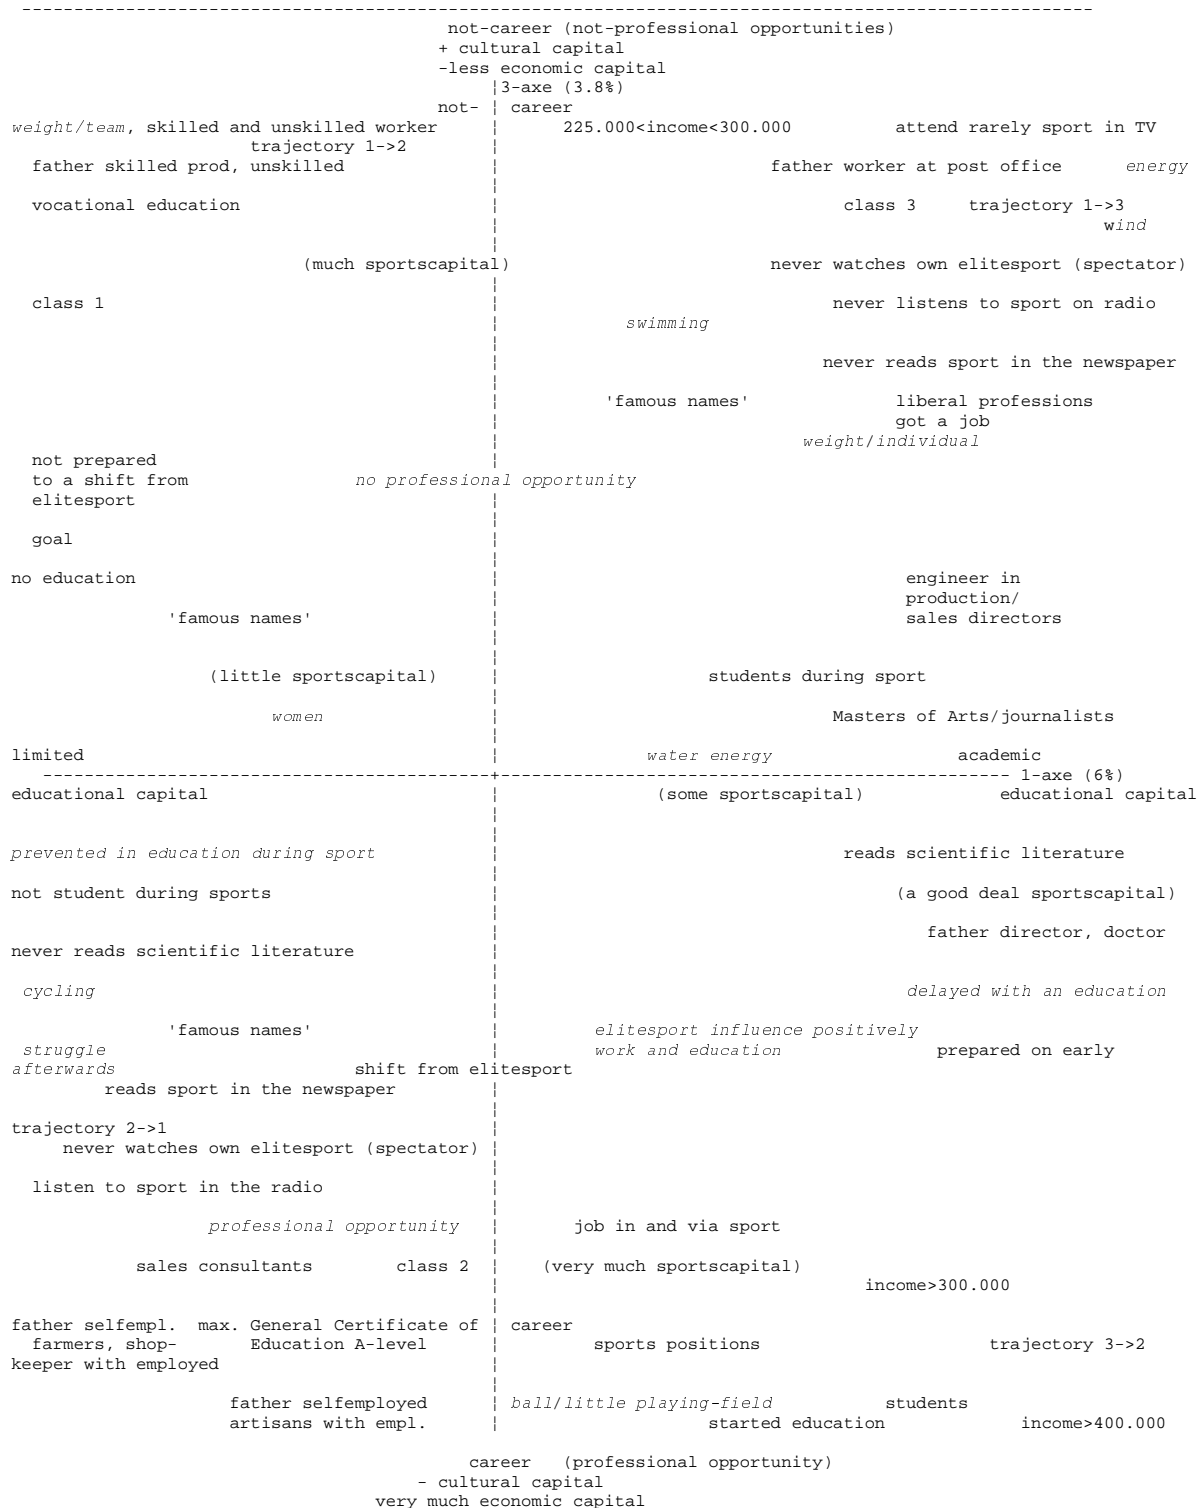 not-career (not-professional opportunities)
+ cultural capital
-less economic capital
3-axe (3.8%)
not- career
weight/team, skilled and unskilled worker 225.000<income<300.000 attend rarely sport in TV
trajectory 1->2
father skilled prod, unskilled father worker at post office energy
vocational education class 3 trajectory 1->3
wind
(much sportscapital) never watches own elitesport (spectator)
class 1 never listens to sport on radio
swimming
never reads sport in the newspaper
'famous names' liberal professions
got a job
weight/individual
not prepared
to a shift from no professional opportunity
elitesport
goal
no education engineer in
production/
'famous names' sales directors
(little sportscapital) students during sport
women Masters of Arts/journalists
limited water energy academic
1-axe (6%)
educational capital (some sportscapital) educational capital
prevented in education during sport reads scientific literature
not student during sports (a good deal sportscapital)
father director, doctor
never reads scientific literature
cycling delayed with an education
'famous names' elitesport influence positively
struggle work and education prepared on early
afterwards shift from elitesport
reads sport in the newspaper
trajectory 2->1
never watches own elitesport (spectator)
listen to sport in the radio
professional opportunity job in and via sport
sales consultants class 2 (very much sportscapital)
income>300.000
father selfempl. max. General Certificate of career
farmers, shop- Education A-level sports positions trajectory 3->2
keeper with employed
father selfemployed ball/little playing-field students
artisans with empl. started education income>400.000
career (professional opportunity)
- cultural capital
very much economic capital